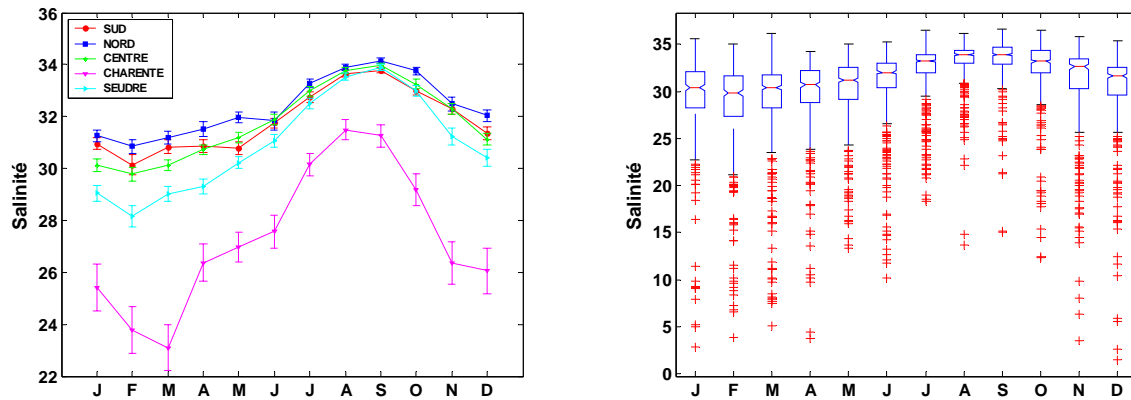 36
34
32
30
28
26
24
22
Salinité
SUD
NORD
CENTRE
CHARENTE
SEUDRE
J F M A M J J A S O N D
35
30
25
20
15
10
5
0
Salinité
J F M A M J J A S O N D